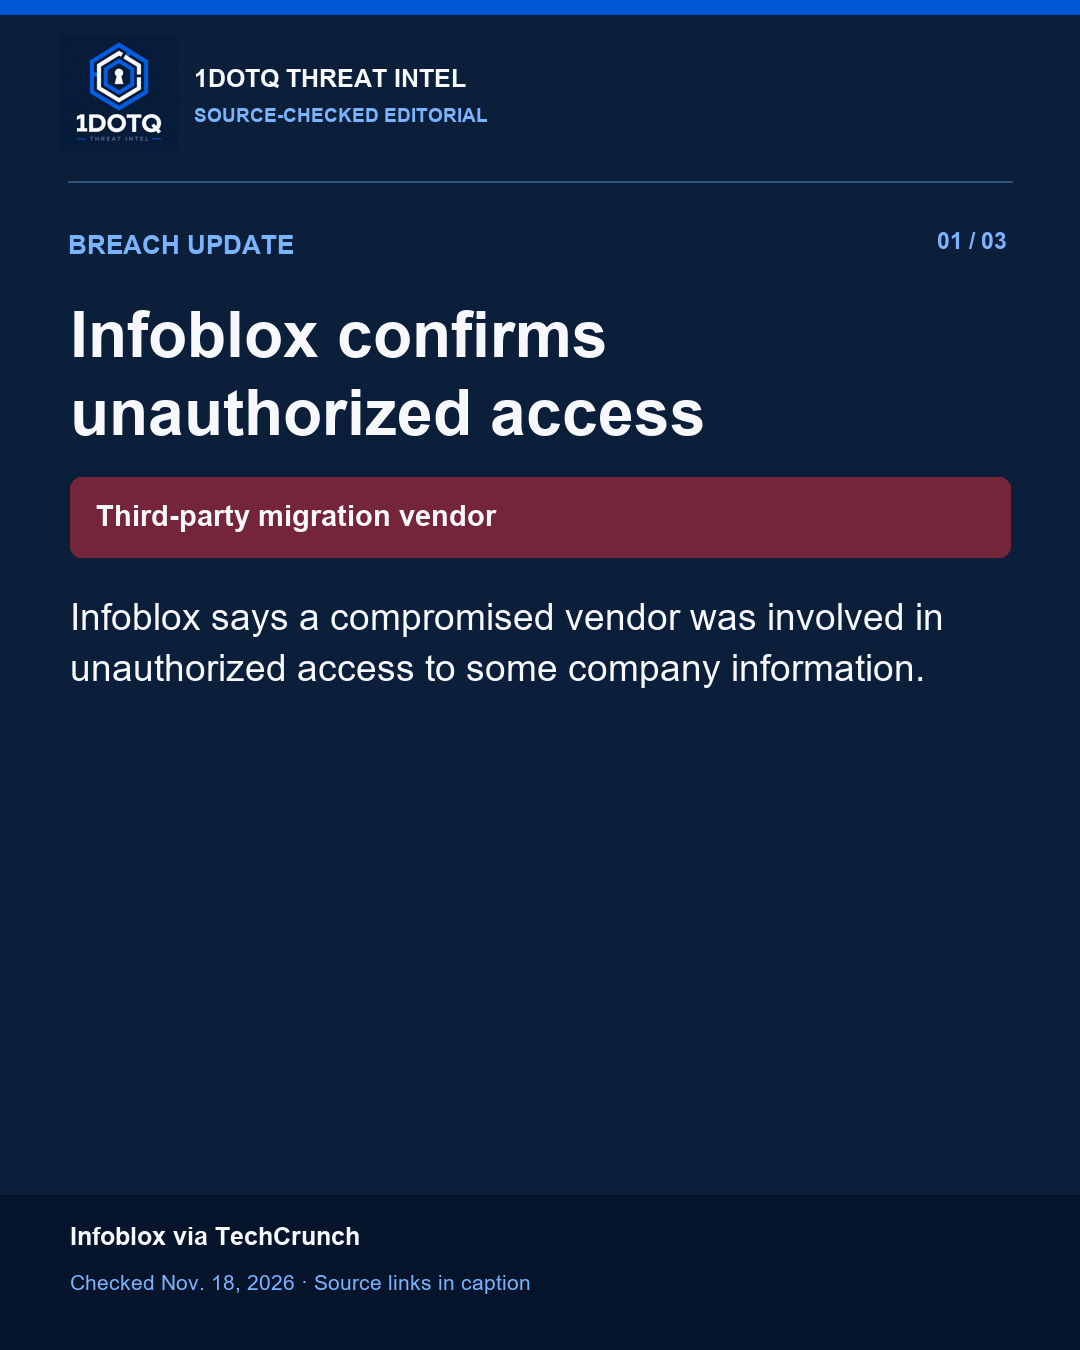 1DOTQ
THREAT INTEL
1DOTQ THREAT INTEL
SOURCE-CHECKED EDITORIAL
BREACH UPDATE
01 / 03
Infoblox confirms
unauthorized access
Third-party migration vendor
Infoblox says a compromised vendor was involved in
unauthorized access to some company information.
Infoblox via TechCrunch
Checked Nov. 18, 2026 · Source links in caption